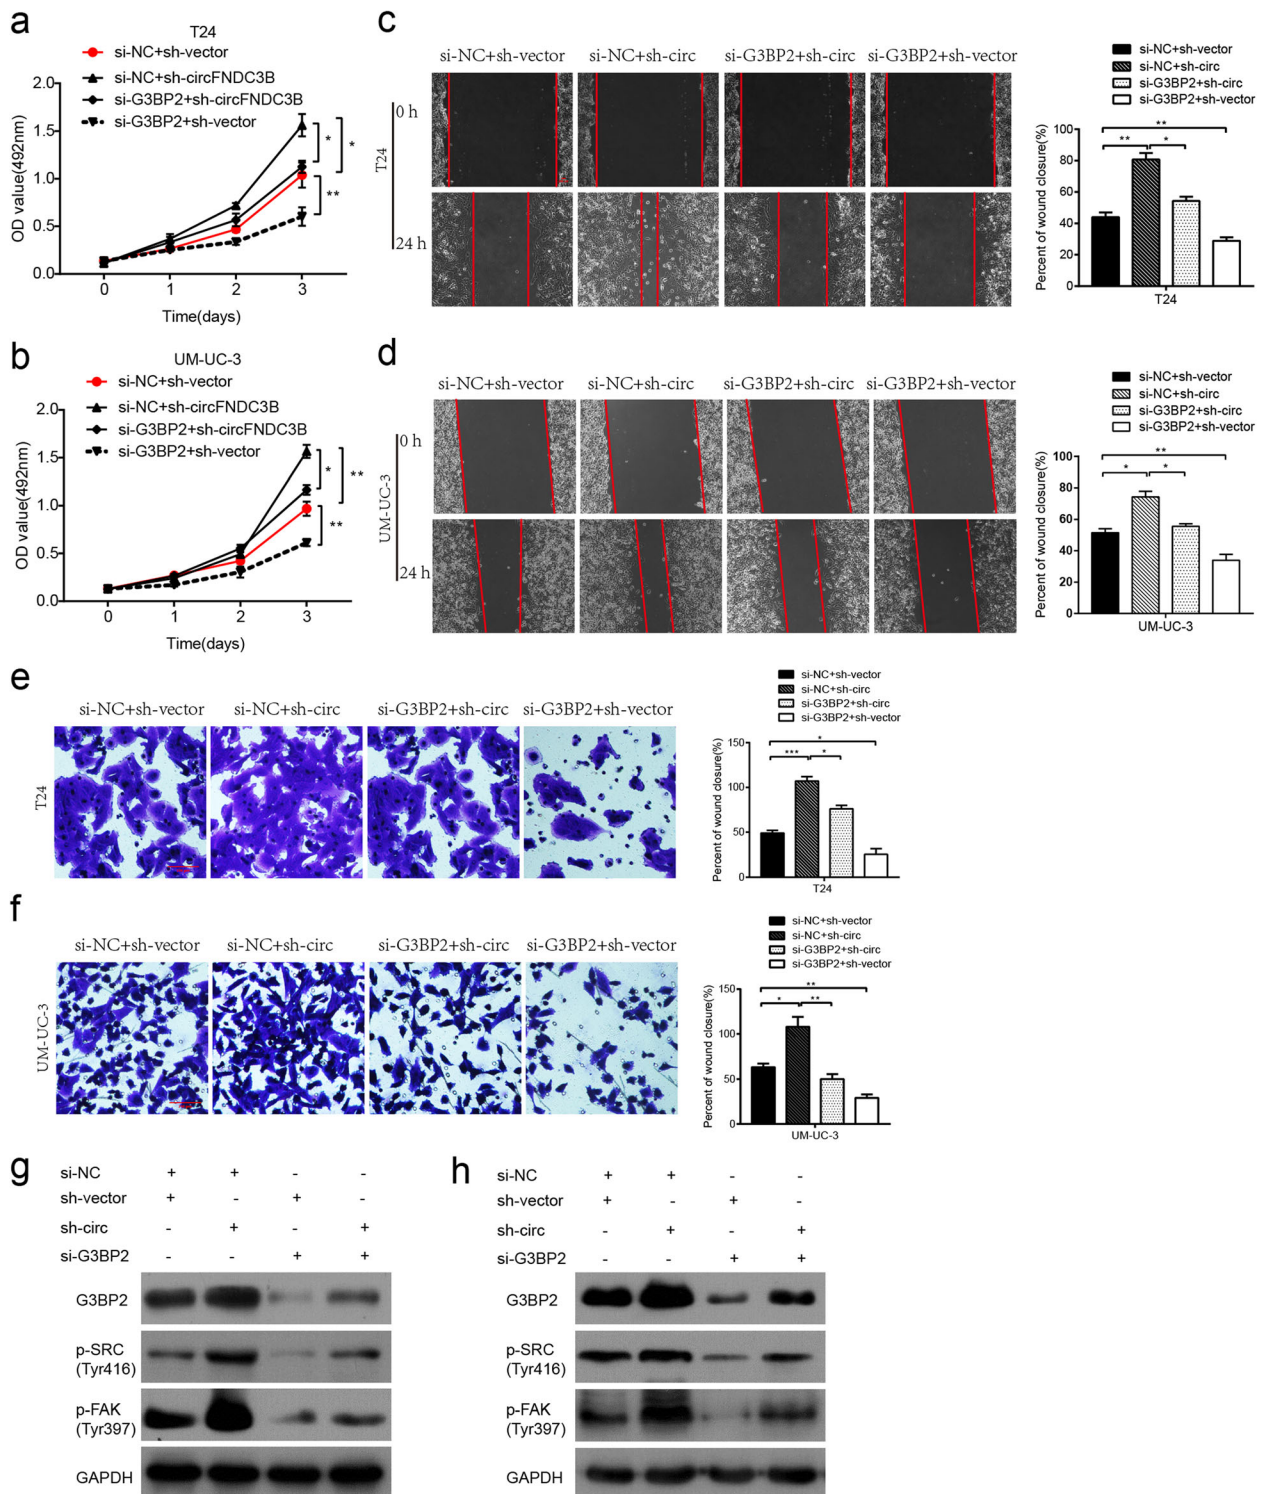 a
T24
si-NC+sh-vector
si-NC+sh-circFNDC3B
si-G3BP2+sh-circFNDC3B
si-G3BP2+sh-vector
OD value(492nm)
2.0
1.5
1.0
0.5
0.0
* *
**
0 1 2 3
Time(days)
b
UM-UC-3
si-NC+sh-vector
si-NC+sh-circFNDC3B
si-G3BP2+sh-circFNDC3B
si-G3BP2+sh-vector
OD value(492nm)
2.0
1.5
1.0
0.5
0.0
* **
**
0 1 2 3
Time(days)
c
si-NC+sh-vector si-NC+sh-circ si-G3BP2+sh-circ si-G3BP2+sh-vector
T24
0 h
24 h
si-NC+sh-vector
si-NC+sh-circ
si-G3BP2+sh-circ
si-G3BP2+sh-vector
Percent of wound closure(%)
100
80
60
40
20
0
**
** *
T24
d
si-NC+sh-vector si-NC+sh-circ si-G3BP2+sh-circ si-G3BP2+sh-vector
UM-UC-3
0 h
24 h
si-NC+sh-vector
si-NC+sh-circ
si-G3BP2+sh-circ
si-G3BP2+sh-vector
Percent of wound closure(%)
100
80
60
40
20
0
**
* *
UM-UC-3
e
si-NC+sh-vector si-NC+sh-circ si-G3BP2+sh-circ si-G3BP2+sh-vector
T24
si-NC+sh-vector
si-NC+sh-circ
si-G3BP2+sh-circ
si-G3BP2+sh-vector
Percent of wound closure(%)
150
100
50
0
*
*** *
T24
f
si-NC+sh-vector si-NC+sh-circ si-G3BP2+sh-circ si-G3BP2+sh-vector
UM-UC-3
si-NC+sh-vector
si-NC+sh-circ
si-G3BP2+sh-circ
si-G3BP2+sh-vector
Percent of wound closure(%)
150
100
50
0
**
* **
UM-UC-3
g
si-NC + + - -
sh-vector + - + -
sh-circ - + - +
si-G3BP2 - - + +
G3BP2
p-SRC
(Tyr416)
p-FAK
(Tyr397)
GAPDH
h
si-NC + + - -
sh-vector + - + -
sh-circ - + - +
si-G3BP2 - - + +
G3BP2
p-SRC
(Tyr416)
p-FAK
(Tyr397)
GAPDH